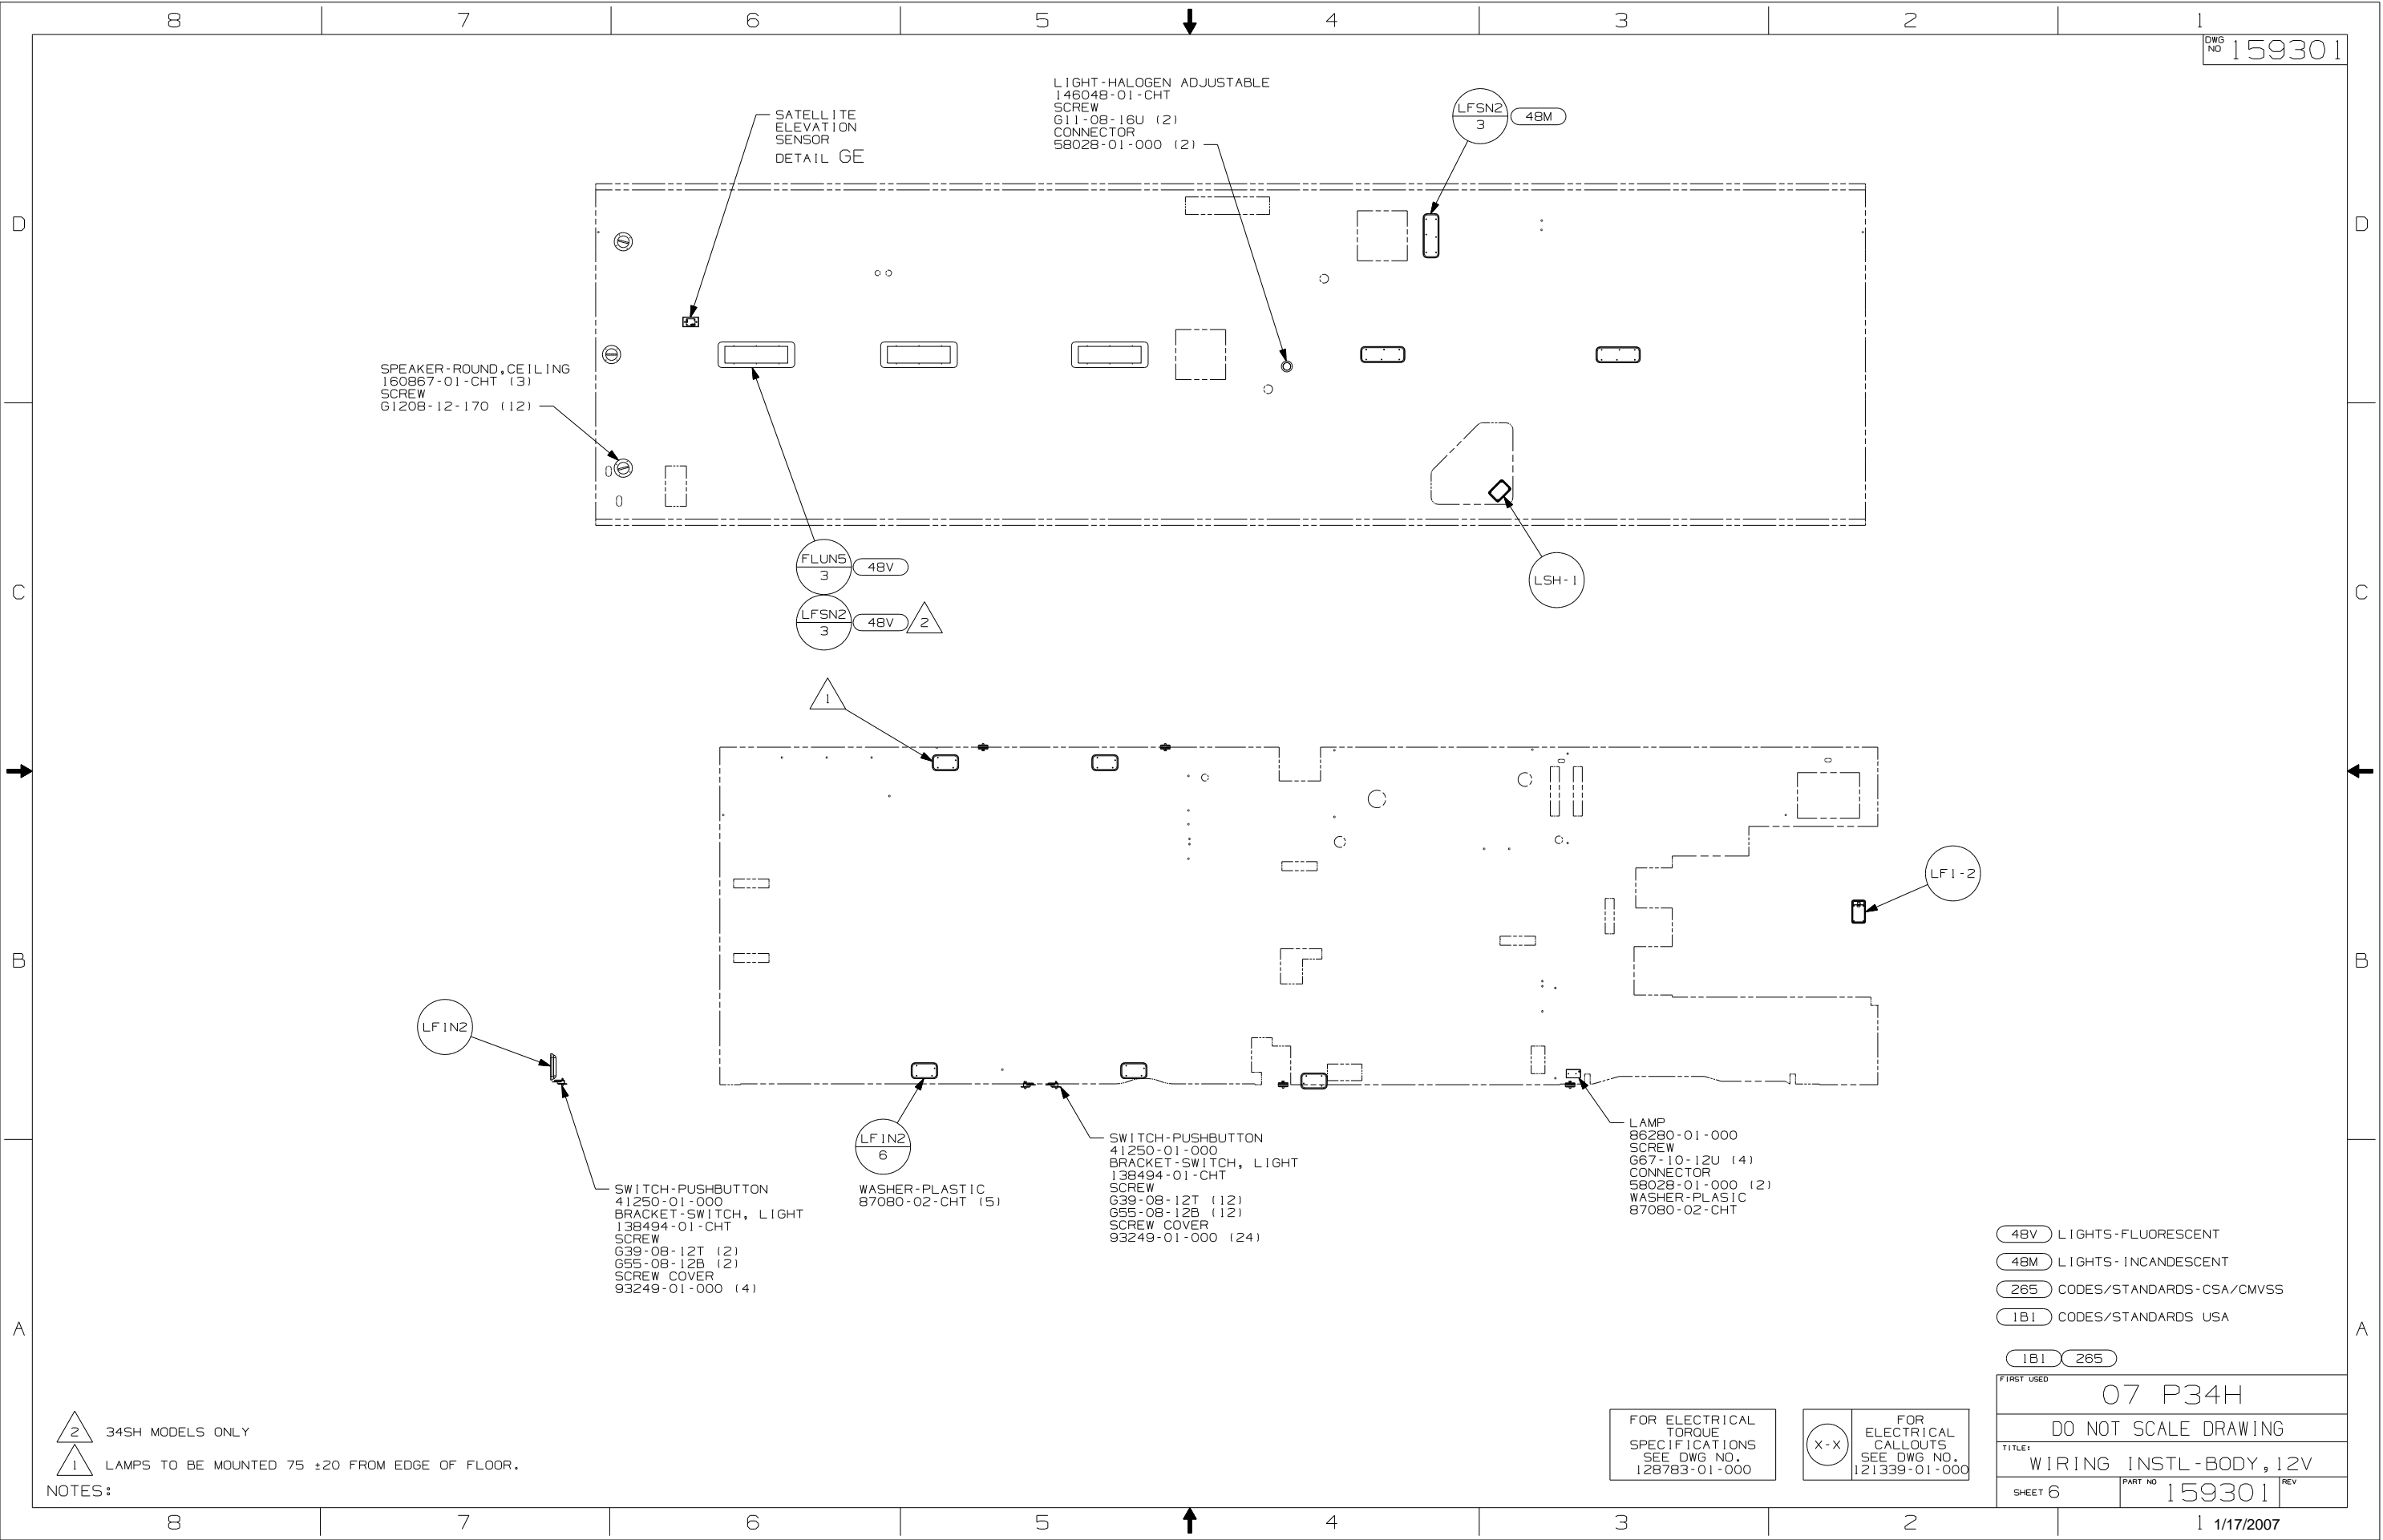 8 7 6 5 4 3 2 1
DWG NO 159301
SATELLITE
ELEVATION
SENSOR
DETAIL GE
LIGHT-HALOGEN ADJUSTABLE
146048-01-CHT
SCREW
G11-08-16U (2)
CONNECTOR
58028-01-000 (2)
LFSN2
3
48M
D
D
SPEAKER-ROUND,CEILING
160867-01-CHT (3)
SCREW
G1208-12-170 (12)
FLUN5
3
48V
LFSN2
3
48V
2
LSH-1
C
C
1
LF1-2
B
B
LF1N2
LF1N2
6
WASHER-PLASTIC
87080-02-CHT (5)
SWITCH-PUSHBUTTON
41250-01-000
BRACKET-SWITCH, LIGHT
138494-01-CHT
SCREW
G39-08-12T (2)
G55-08-12B (2)
SCREW COVER
93249-01-000 (4)
SWITCH-PUSHBUTTON
41250-01-000
BRACKET-SWITCH, LIGHT
138494-01-CHT
SCREW
G39-08-12T (12)
G55-08-12B (12)
SCREW COVER
93249-01-000 (24)
LAMP
86280-01-000
SCREW
G67-10-12U (4)
CONNECTOR
58028-01-000 (2)
WASHER-PLASIC
87080-02-CHT
48V LIGHTS-FLUORESCENT
48M LIGHTS-INCANDESCENT
265 CODES/STANDARDS-CSA/CMVSS
1B1 CODES/STANDARDS USA
A
A
1B1 265
2 34SH MODELS ONLY
1 LAMPS TO BE MOUNTED 75 ±20 FROM EDGE OF FLOOR.
NOTES:
FOR ELECTRICAL
TORQUE
SPECIFICATIONS
SEE DWG NO.
128783-01-000
X-X
FOR
ELECTRICAL
CALLOUTS
SEE DWG NO.
121339-01-000
FIRST USED
07 P34H
DO NOT SCALE DRAWING
TITLE:
WIRING INSTL-BODY,12V
SHEET 6
PART NO 159301
REV
8 7 6 5 4 3 2 1
1/17/2007